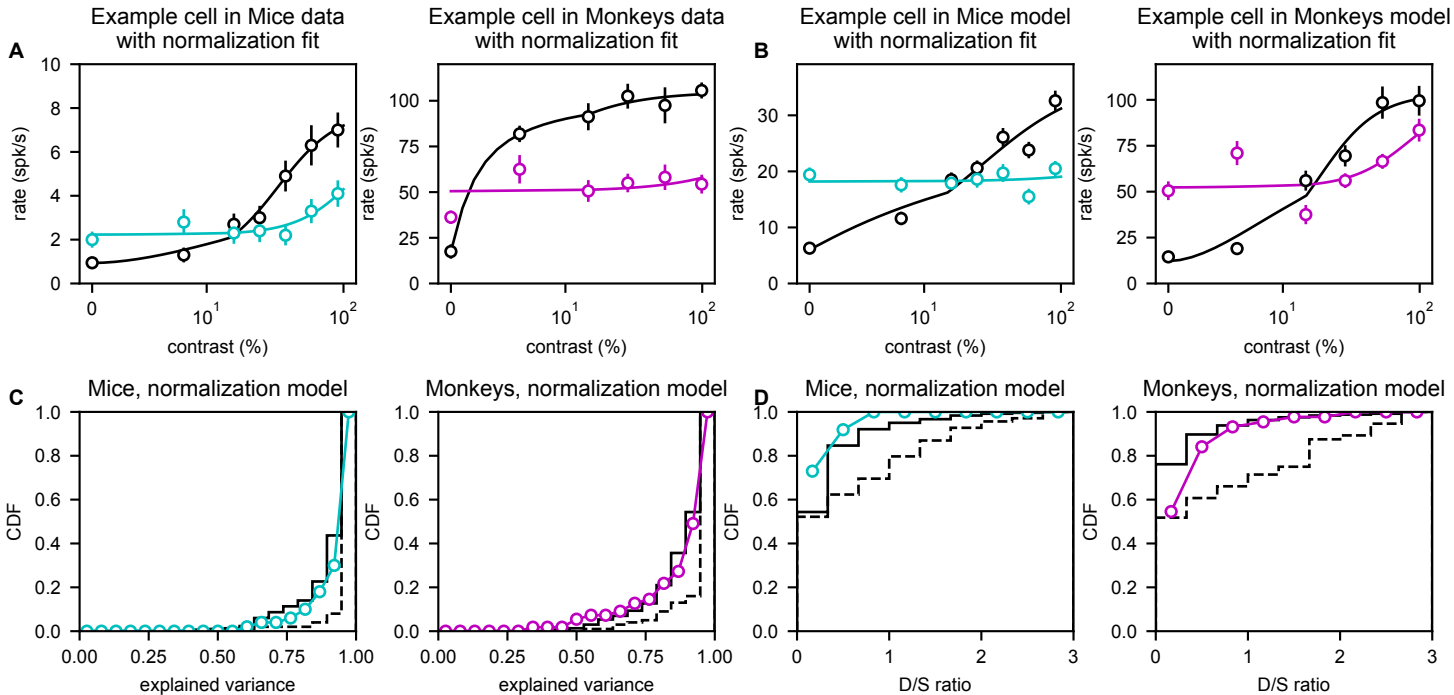 Example cell in Mice data
with normalization fit
Example cell in Monkeys data
with normalization fit
Example cell in Mice model
with normalization fit
Example cell in Monkeys model
with normalization fit
A
B
10
8
6
4
2
0
rate (spk/s)
0
10¹
10²
contrast (%)
100
75
50
25
0
rate (spk/s)
0
10¹
10²
contrast (%)
30
20
10
0
rate (spk/s)
0
10¹
10²
contrast (%)
100
75
50
25
0
rate (spk/s)
0
10¹
10²
contrast (%)
C
Mice, normalization model
Monkeys, normalization model
D
Mice, normalization model
Monkeys, normalization model
1.0
0.8
0.6
0.4
0.2
0.0
CDF
0.00
0.25
0.50
0.75
1.00
explained variance
1.0
0.8
0.6
0.4
0.2
0.0
CDF
0.00
0.25
0.50
0.75
1.00
explained variance
1.0
0.8
0.6
0.4
0.2
0.0
CDF
0
1
2
3
D/S ratio
1.0
0.8
0.6
0.4
0.2
0.0
CDF
0
1
2
3
D/S ratio